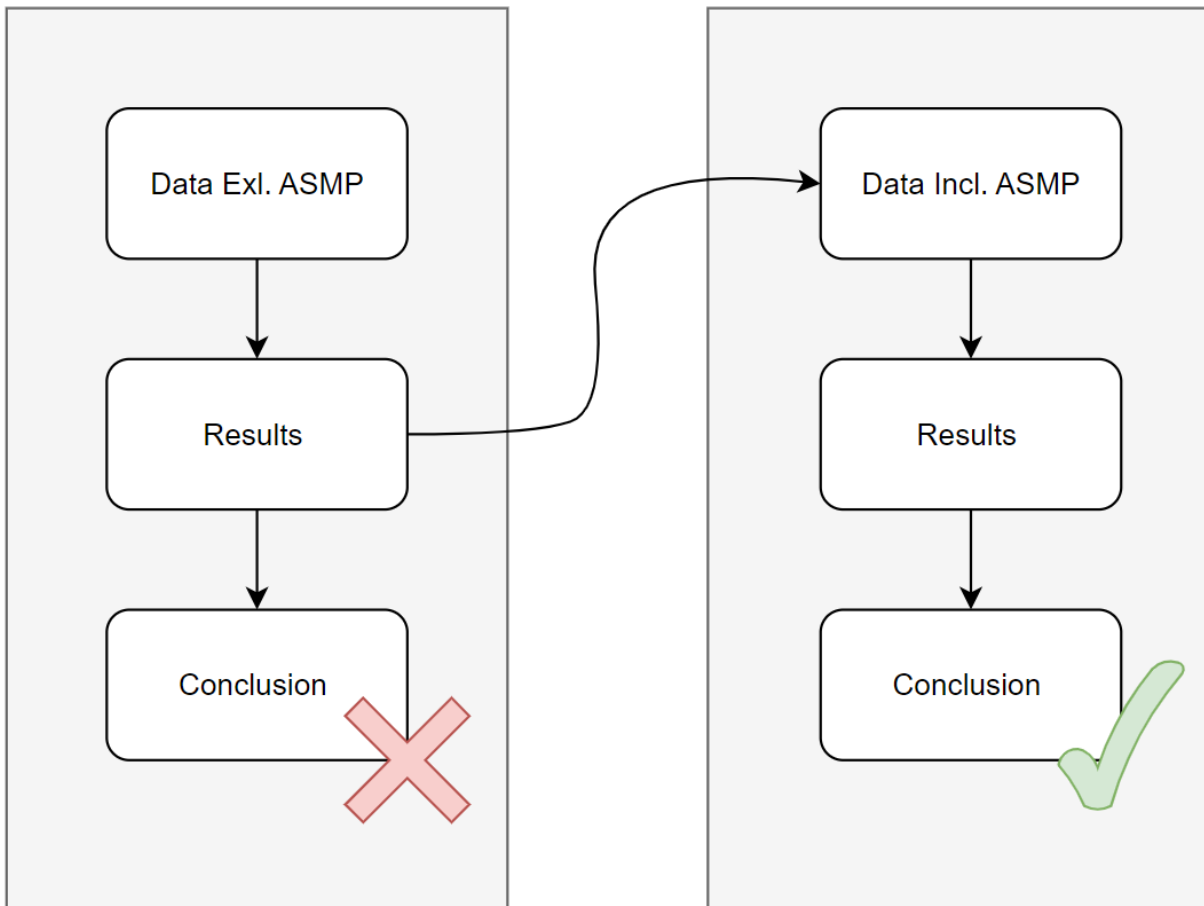 Data Exl. ASMP
Results
Conclusion
Data Incl. ASMP
Results
Conclusion